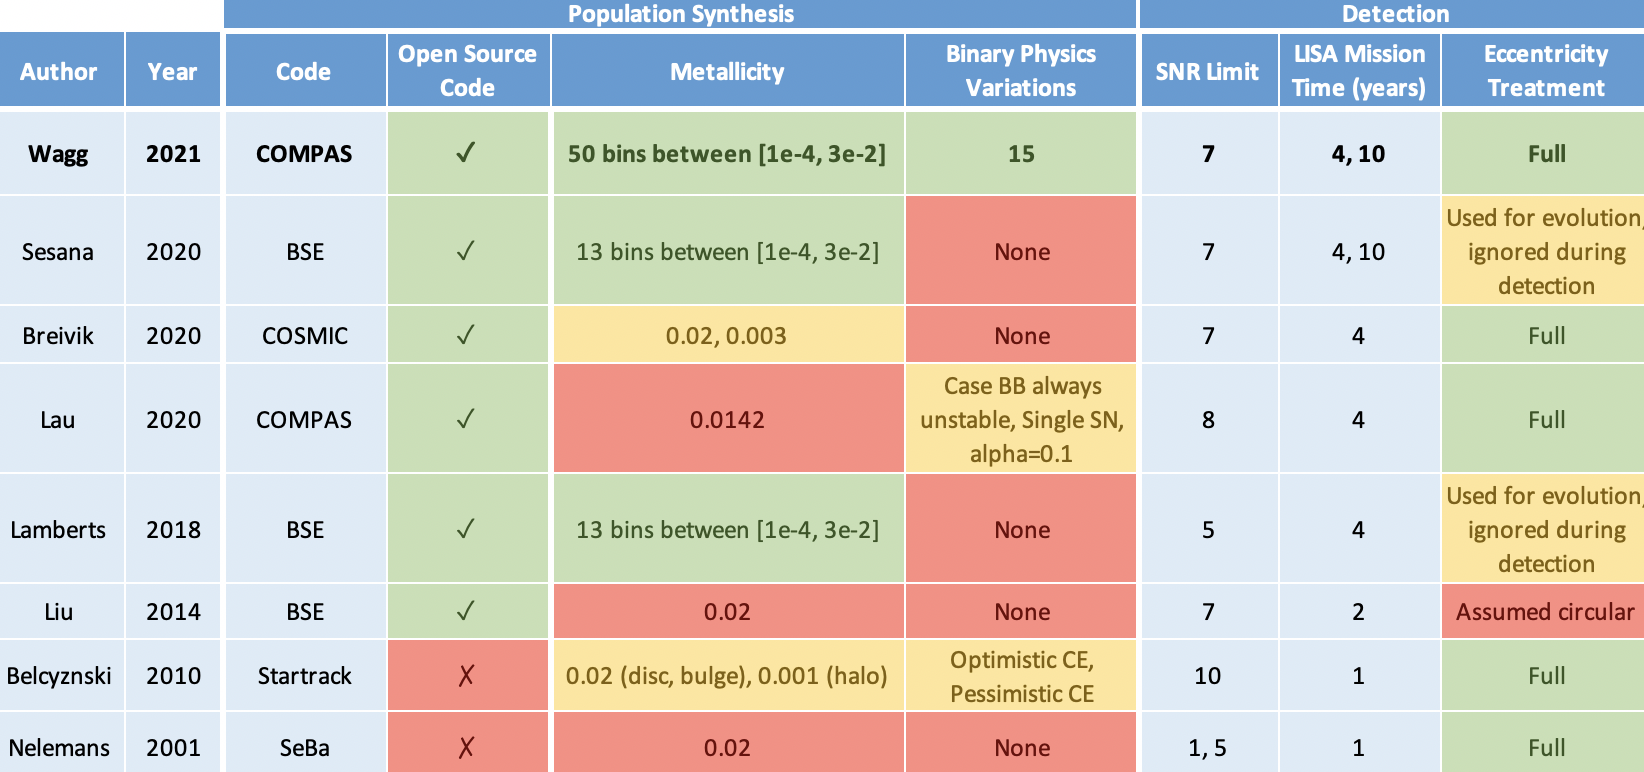 Population Synthesis Detection
Author Year Code Open Source Code Metallicity Binary Physics Variations SNR Limit LISA Mission Time (years) Eccentricity Treatment
Wagg 2021 COMPAS ✓ 50 bins between [1e-4, 3e-2] 15 7 4, 10 Full
Sesana 2020 BSE ✓ 13 bins between [1e-4, 3e-2] None 7 4, 10 Used for evolution, ignored during detection
Breivik 2020 COSMIC ✓ 0.02, 0.003 None 7 4 Full
Lau 2020 COMPAS ✓ 0.0142 Case BB always unstable, Single SN, alpha=0.1 8 4 Full
Lamberts 2018 BSE ✓ 13 bins between [1e-4, 3e-2] None 5 4 Used for evolution, ignored during detection
Liu 2014 BSE ✓ 0.02 None 7 2 Assumed circular
Belcyznski 2010 Startrack ✗ 0.02 (disc, bulge), 0.001 (halo) Optimistic CE, Pessimistic CE 10 1 Full
Nelemans 2001 SeBa ✗ 0.02 None 1, 5 1 Full